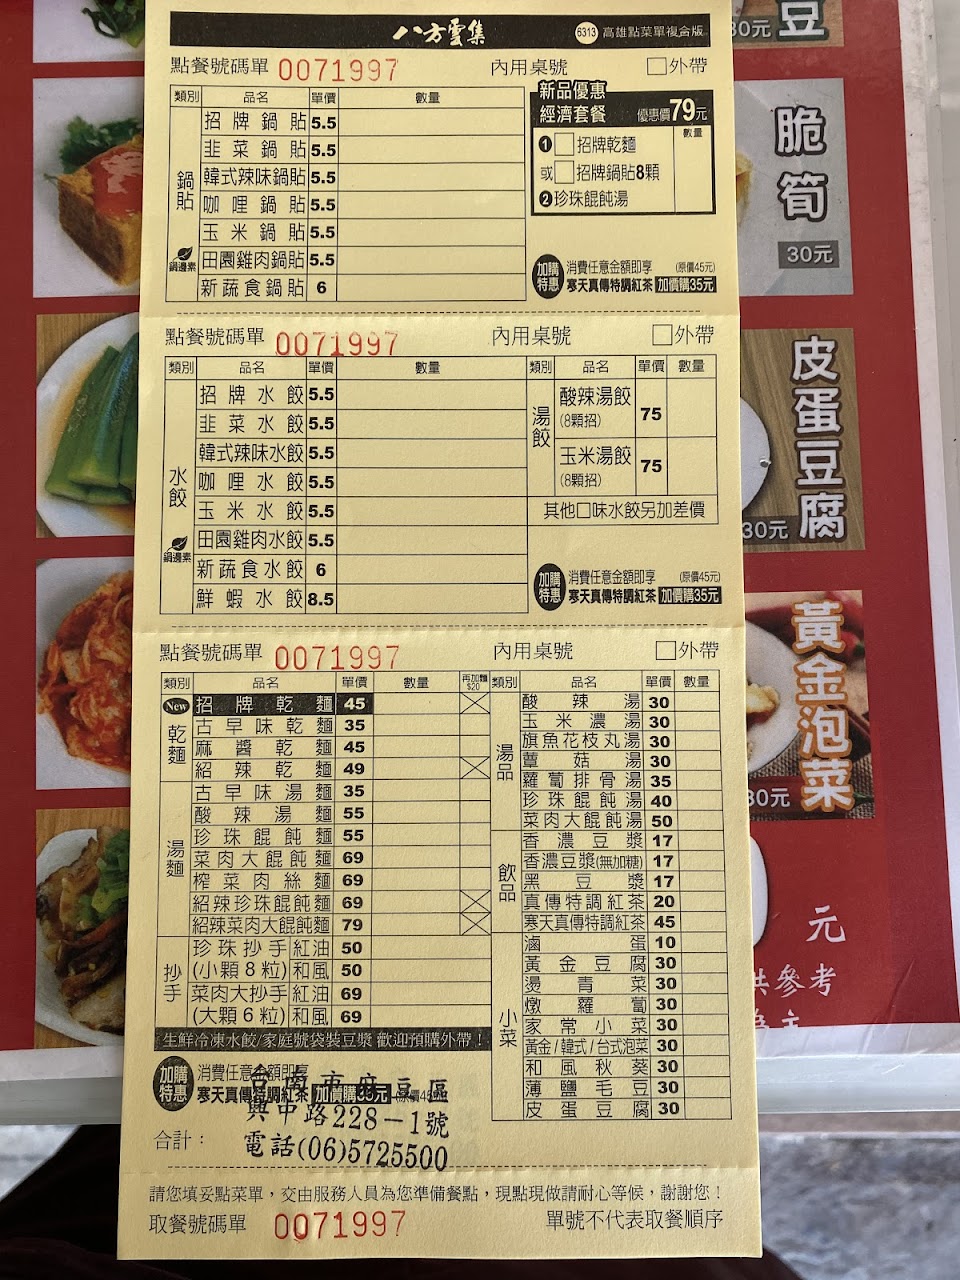 八方雲集 6313 高雄點菜單複合版
點餐號碼單 0071997 內用桌號 □外帶
類別 品名 單價 數量
鍋貼
招牌鍋貼 5.5
韭菜鍋貼 5.5
韓式辣味鍋貼 5.5
咖哩鍋貼 5.5
玉米鍋貼 5.5
田園雞肉鍋貼 5.5
新蔬食鍋貼 6
鍋邊素
新品優惠
經濟套餐 優惠價79元
數量
❶ □招牌乾麵
或 □招牌鍋貼8顆
❷珍珠餛飩湯
加購特惠 消費任意金額即享 (原價45元)
寒天真傳特調紅茶 加價購35元
點餐號碼單 0071997 內用桌號 □外帶
類別 品名 單價 數量
水餃
招牌水餃 5.5
韭菜水餃 5.5
韓式辣味水餃 5.5
咖哩水餃 5.5
玉米水餃 5.5
田園雞肉水餃 5.5
新蔬食水餃 6
鮮蝦水餃 8.5
鍋邊素
類別 品名 單價 數量
湯餃
酸辣湯餃 75
(8顆招)
玉米湯餃 75
(8顆招)
其他口味水餃另加差價
加購特惠 消費任意金額即享 (原價45元)
寒天真傳特調紅茶 加價購35元
點餐號碼單 0071997 內用桌號 □外帶
類別 品名 單價 數量 再加麵$20
乾麵
New 招牌乾麵 45
古早味乾麵 35
麻醬乾麵 45
紹辣乾麵 49
湯麵
古早味湯麵 35
酸辣湯麵 55
珍珠餛飩麵 55
菜肉大餛飩麵 69
榨菜肉絲麵 69
紹辣珍珠餛飩麵 69
紹辣菜肉大餛飩麵 79
抄手
珍珠抄手 紅油 50
(小顆8粒) 和風 50
菜肉大抄手 紅油 69
(大顆6粒) 和風 69
生鮮冷凍水餃/家庭號袋裝豆漿 歡迎預購外帶！
加購特惠 消費任意金額即享
寒天真傳特調紅茶 加價購35元
合計：
台南市麻豆區
興中路228－1號
電話(06)5725500
類別 品名 單價 數量
湯品
酸辣湯 30
玉米濃湯 30
旗魚花枝丸湯 30
蕈菇湯 30
蘿蔔排骨湯 35
珍珠餛飩湯 40
菜肉大餛飩湯 50
飲品
香濃豆漿 17
香濃豆漿(無加糖) 17
黑豆漿 17
真傳特調紅茶 20
寒天真傳特調紅茶 45
小菜
滷蛋 10
黃金豆腐 30
燙青菜 30
燉蘿蔔 30
家常小菜 30
黃金/韓式/台式泡菜 30
和風秋葵 30
薄鹽毛豆 30
皮蛋豆腐 30
請您填妥點菜單，交由服務人員為您準備餐點，現點現做請耐心等候，謝謝您！
取餐號碼單 0071997 單號不代表取餐順序
30元 豆
脆筍
30元
皮蛋豆腐
30元
黃金泡菜
30元
元
供參考
為主